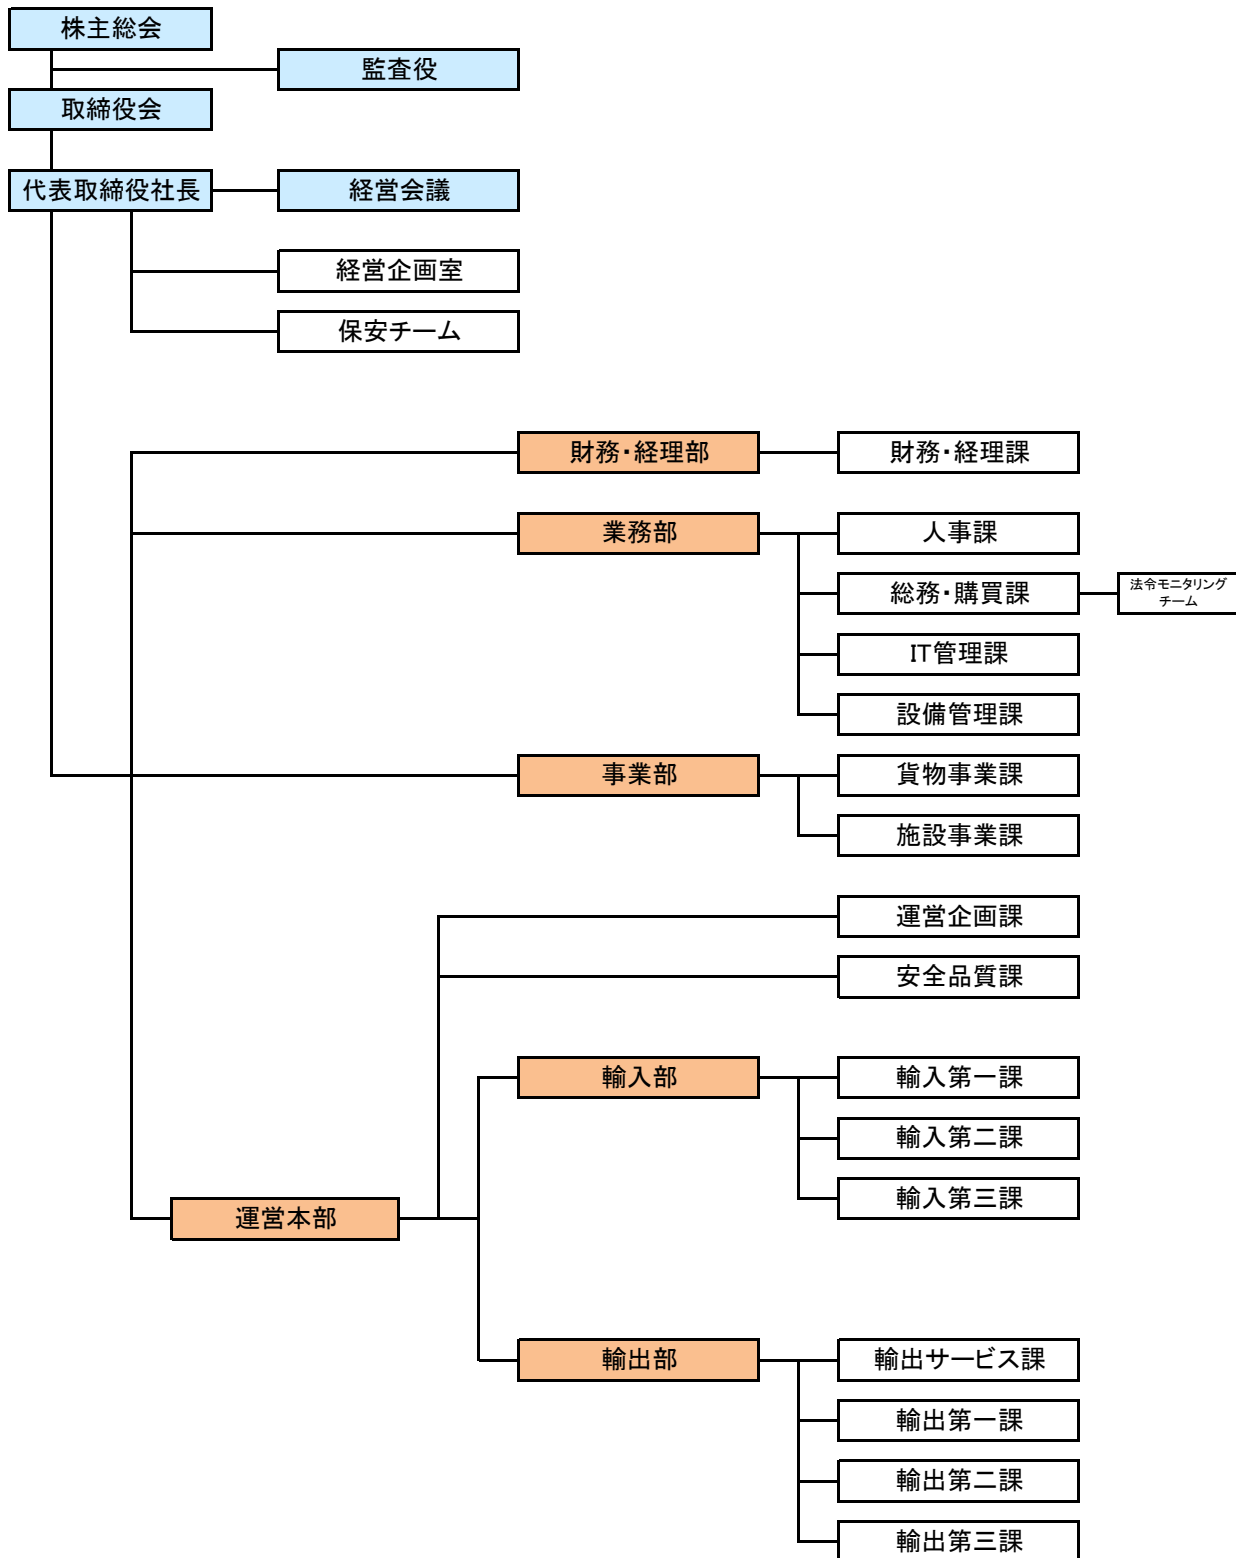 株主総会
監査役
取締役会
代表取締役社長
経営会議
経営企画室
保安チーム
財務・経理部
財務・経理課
業務部
人事課
総務・購買課
法令モニタリング
チーム
IT管理課
設備管理課
事業部
貨物事業課
施設事業課
運営企画課
安全品質課
輸入部
輸入第一課
輸入第二課
輸入第三課
運営本部
輸出部
輸出サービス課
輸出第一課
輸出第二課
輸出第三課